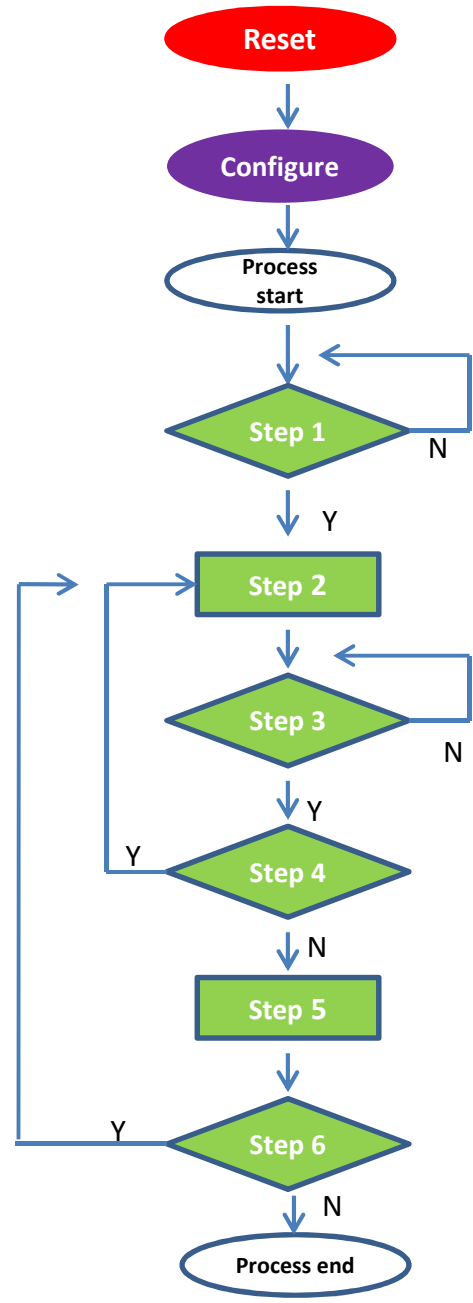 Reset
Configure
Process
start
Step 1
N
Y
Step 2
Step 3
N
Y
Step 4
Y
N
Step 5
Step 6
Y
N
Process end